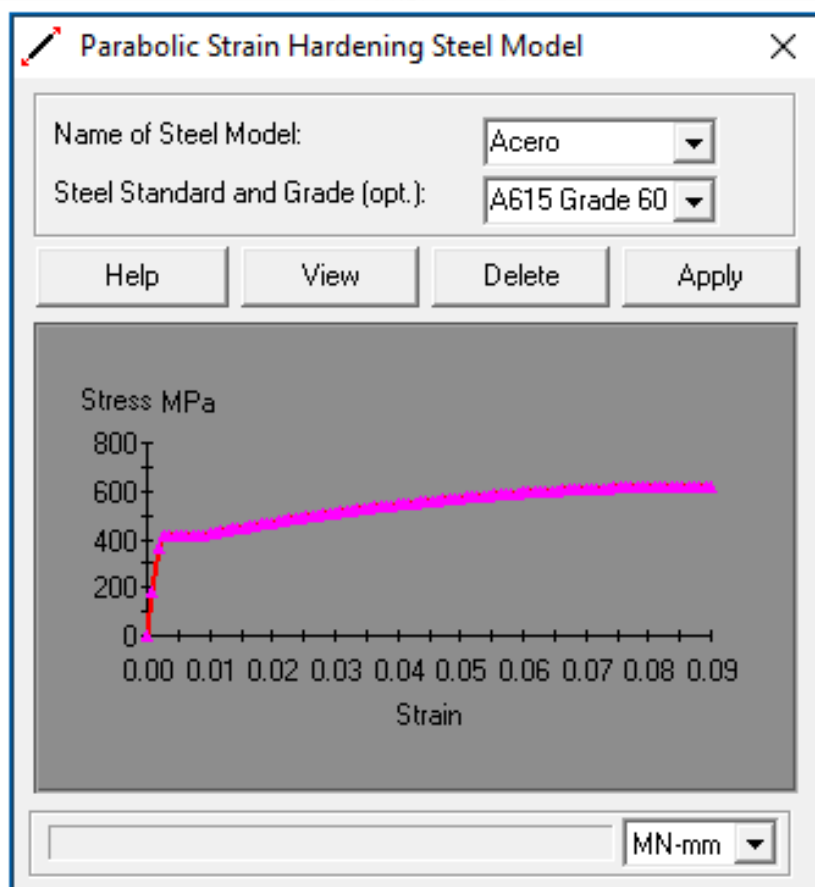 Parabolic Strain Hardening Steel Model
Name of Steel Model: Acero
Steel Standard and Grade (opt.): A615 Grade 60
Help View Delete Apply
Stress MPa
800
600
400
200
0
0.00 0.01 0.02 0.03 0.04 0.05 0.06 0.07 0.08 0.09
Strain
MN-mm